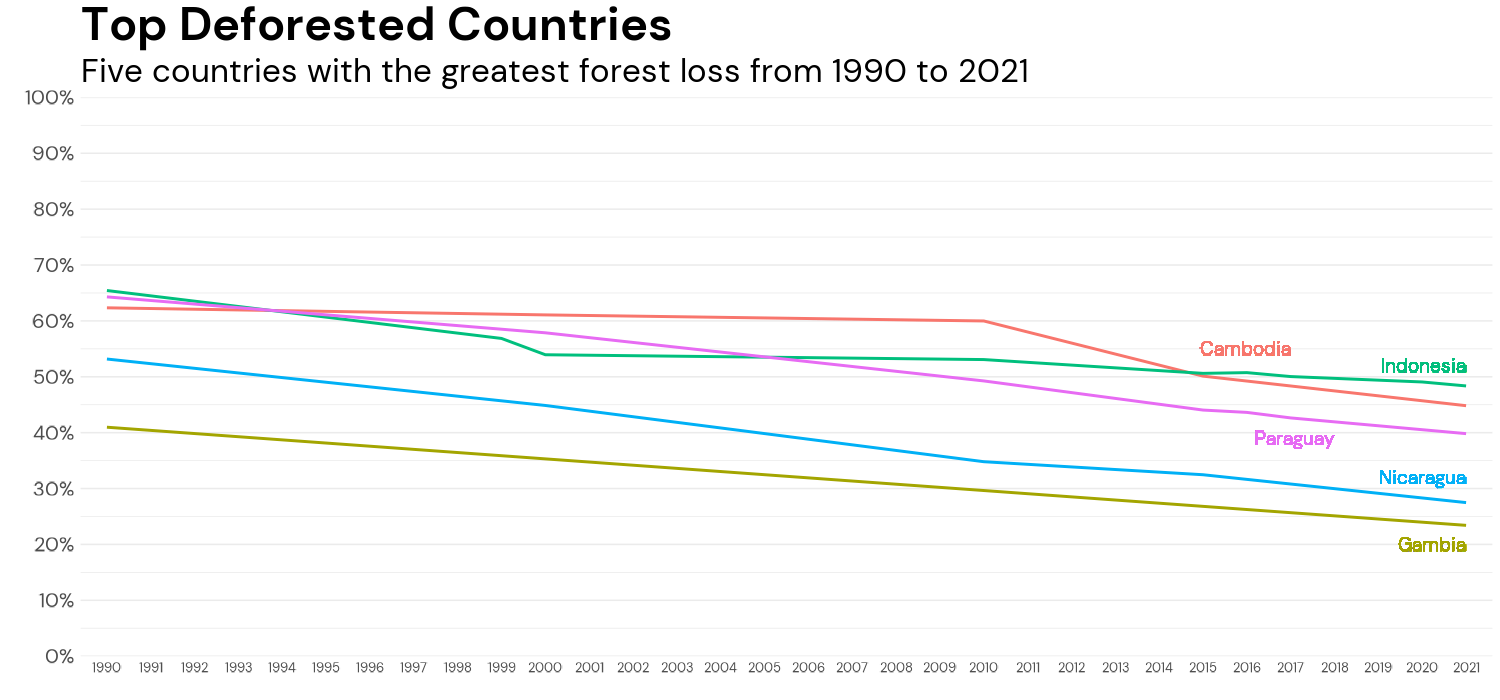 Top Deforested Countries
Five countries with the greatest forest loss from 1990 to 2021
100%
90%
80%
70%
60%
50%
40%
30%
20%
10%
0%
Cambodia
Indonesia
Paraguay
Nicaragua
Gambia
1990 1991 1992 1993 1994 1995 1996 1997 1998 1999 2000 2001 2002 2003 2004 2005 2006 2007 2008 2009 2010 2011 2012 2013 2014 2015 2016 2017 2018 2019 2020 2021